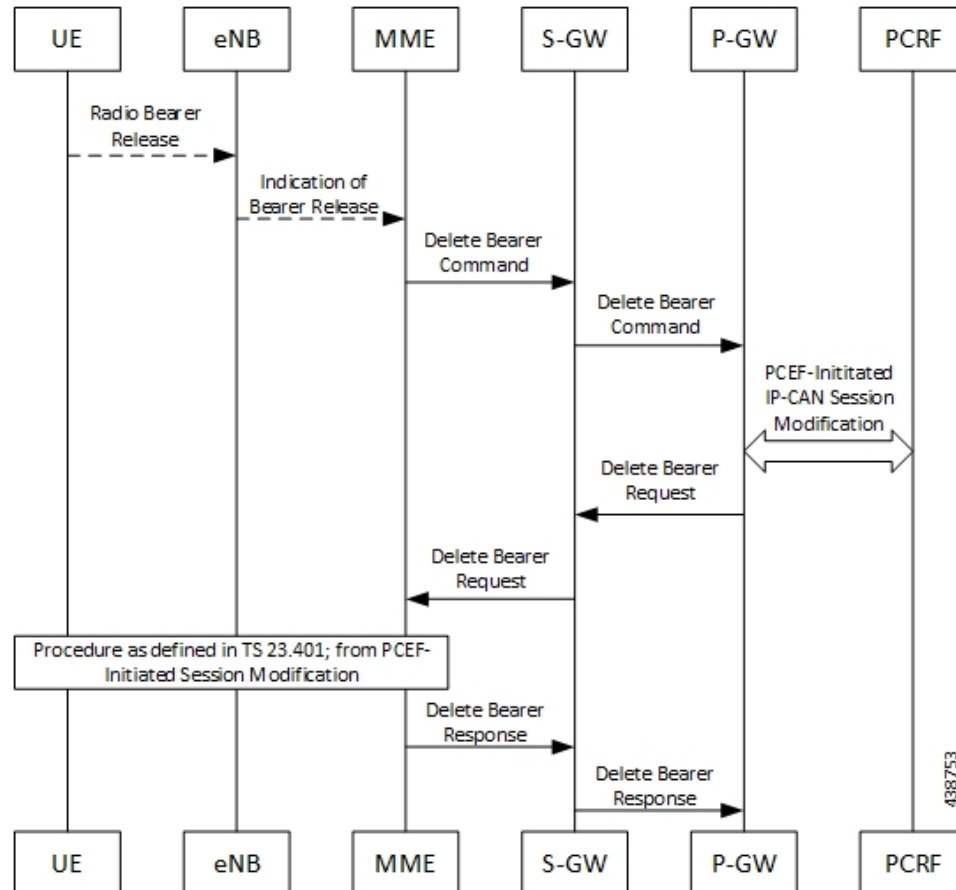 UE
eNB
MME
S-GW
P-GW
PCRF
Radio Bearer
Release
Indication of
Bearer Release
Delete Bearer
Command
Delete Bearer
Command
PCEF-Inititated
IP-CAN Session
Modification
Delete Bearer
Request
Delete Bearer
Request
Procedure as defined in TS 23.401; from PCEF-
Initiated Session Modification
Delete Bearer
Response
Delete Bearer
Response
438753
UE
eNB
MME
S-GW
P-GW
PCRF